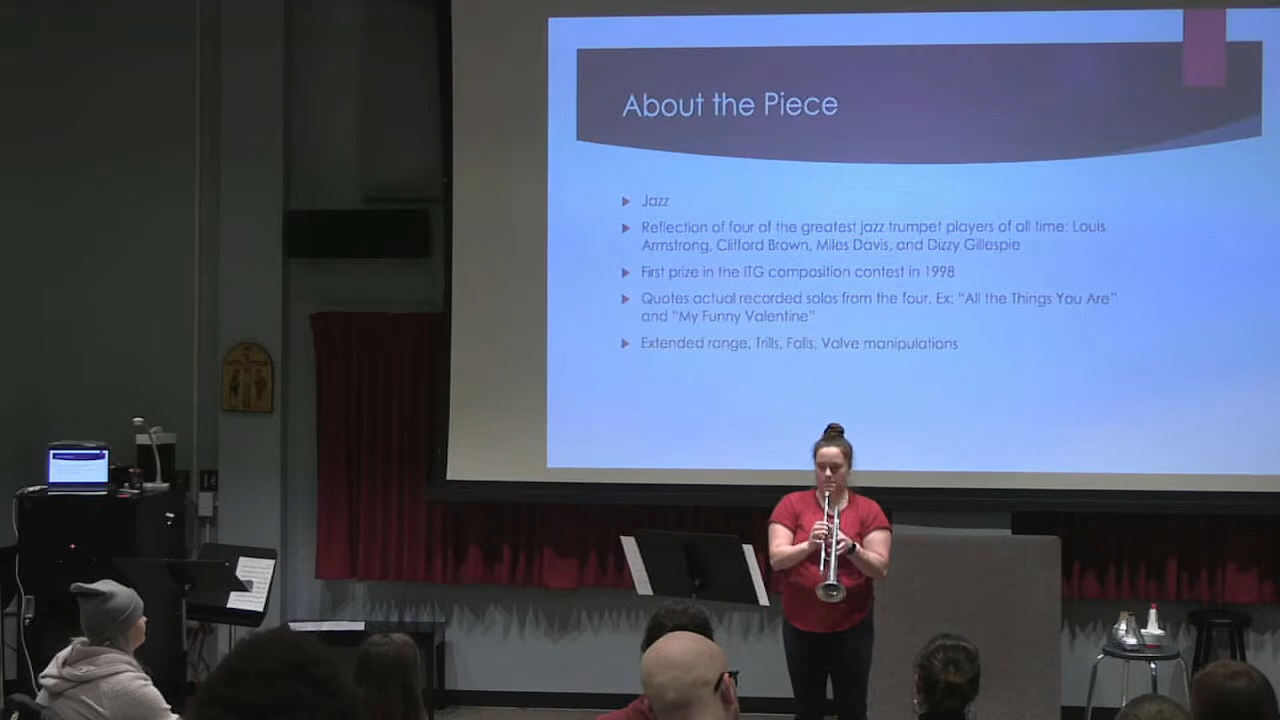 About the Piece
Jazz
Reflection of four of the greatest jazz trumpet players of all time: Louis
Armstrong, Clifford Brown, Miles Davis, and Dizzy Gillespie
First prize in the ITG composition contest in 1998
Quotes actual recorded solos from the four. Ex: “All the Things You Are”
and “My Funny Valentine”
Extended range, Trills, Falls, Valve manipulations